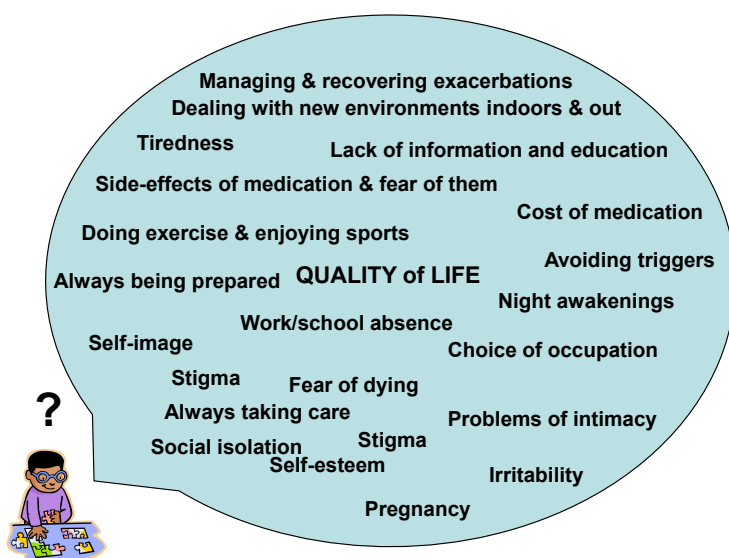 Managing & recovering exacerbations
Dealing with new environments indoors & out
Tiredness
Lack of information and education
Side-effects of medication & fear of them
Cost of medication
Doing exercise & enjoying sports
Avoiding triggers
Always being prepared
QUALITY of LIFE
Night awakenings
Work/school absence
Self-image
Choice of occupation
Stigma
Fear of dying
Always taking care
Problems of intimacy
Stigma
Social isolation
Self-esteem
Irritability
Pregnancy
?